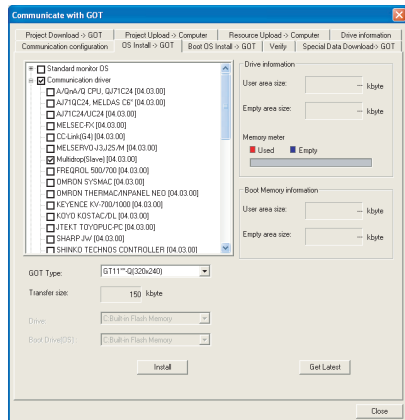 Communicate with GOT
Project Download -> GOT
Project Upload -> Computer
Resource Upload -> Computer
Drive information
Communication configuration
OS Install -> GOT
Boot OS Install -> GOT
Verify
Special Data Download-> GOT
Standard monitor OS
Communication driver
A/QnA/Q CPU, QJ71C24 [04.03.00]
AJ71QC24, MELDAS C6* [04.03.00]
AJ71C24/UC24 [04.03.00]
MELSEC-FX [04.03.00]
CC-Link(G4) [04.03.00]
MELSERVO-J3,J2S/M [04.03.00]
Multidrop(Slave) [04.03.00]
FREQROL 500/700 [04.03.00]
OMRON SYSMAC [04.03.00]
OMRON THERMAC/INPANEL NEO [04.03.00]
KEYENCE KV-700/1000 [04.03.00]
KOYO KOSTAC/DL [04.03.00]
JTEKT TOYOPUC-PC [04.03.00]
SHARP JW [04.03.00]
SHINKO TECHNOS CONTROLLER [04.03.00]
GOT Type:
GT11**-Q(320x240)
Transfer size:
150 kbyte
Drive:
C:Built-in Flash Memory
Boot Drive(OS):
C:Built-in Flash Memory
Install
Drive information
User area size:
-- kbyte
Empty area size:
-- kbyte
Memory meter
Used
Empty
Boot Memory information
User area size:
-- kbyte
Empty area size:
-- kbyte
Get Latest
Close